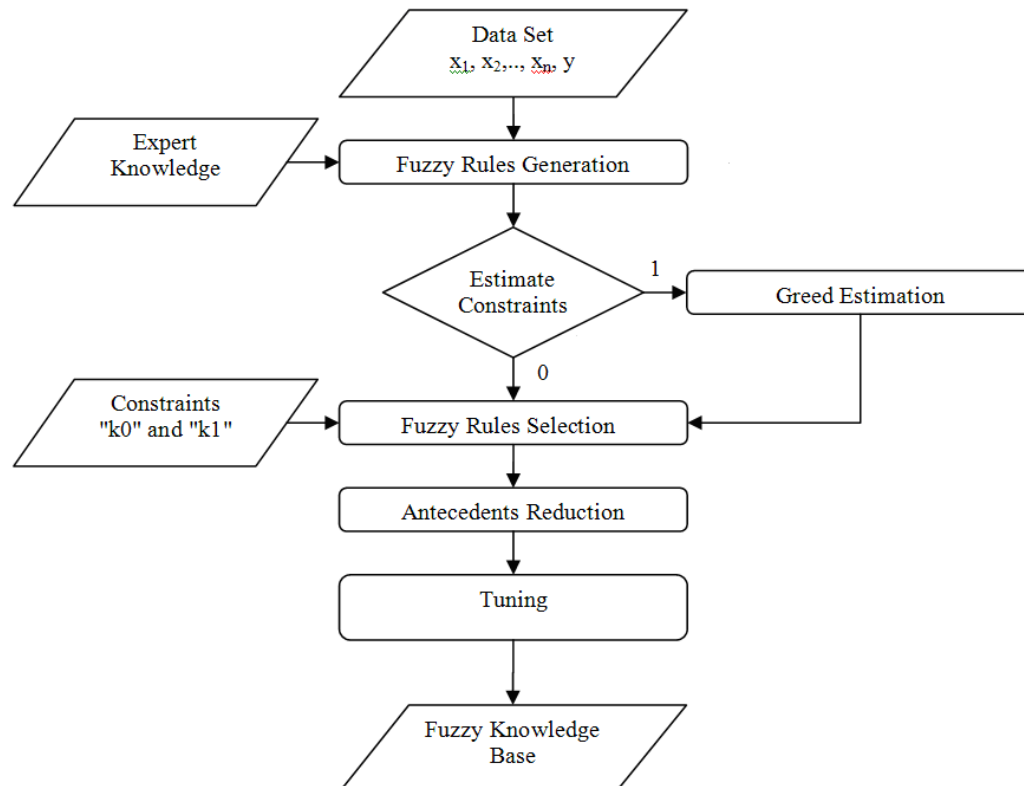 Data Set
x1, x2,.., xn, y
Expert
Knowledge
Fuzzy Rules Generation
Estimate
Constraints
1
Greed Estimation
0
Constraints
"k0" and "k1"
Fuzzy Rules Selection
Antecedents Reduction
Tuning
Fuzzy Knowledge
Base